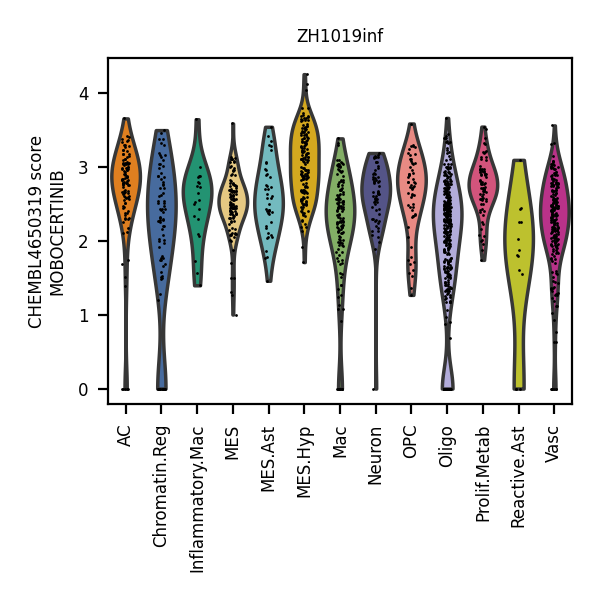 ZH1019inf
CHEMBL4650319 score
MOBOCERTINIB
4
3
2
1
0
AC
Chromatin.Reg
Inflammatory.Mac
MES
MES.Ast
MES.Hyp
Mac
Neuron
OPC
Oligo
Prolif.Metab
Reactive.Ast
Vasc